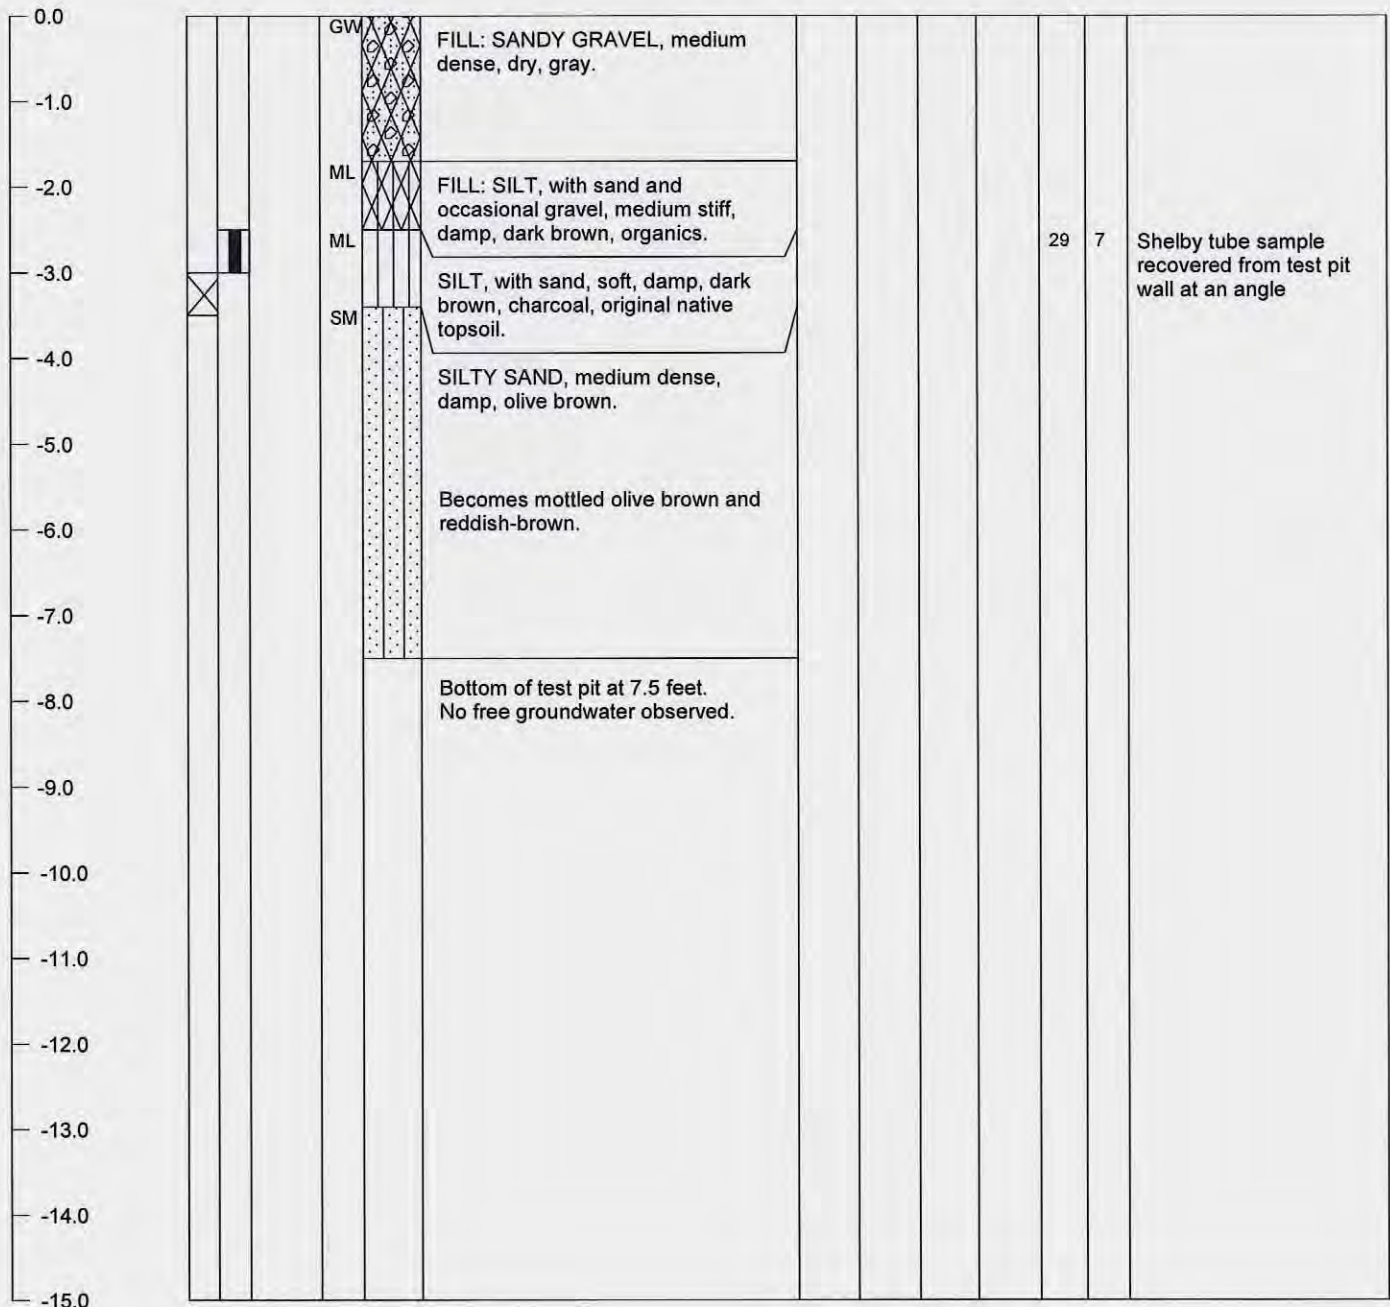 0.0
GW
FILL: SANDY GRAVEL, medium
dense, dry, gray.
-1.0
ML
-2.0
FILL: SILT, with sand and
occasional gravel, medium stiff,
damp, dark brown, organics.
ML
29 7
Shelby tube sample
recovered from test pit
wall at an angle
-3.0
SILT, with sand, soft, damp, dark
brown, charcoal, original native
topsoil.
SM
-4.0
SILTY SAND, medium dense,
damp, olive brown.
-5.0
Becomes mottled olive brown and
reddish-brown.
-6.0
-7.0
Bottom of test pit at 7.5 feet.
No free groundwater observed.
-8.0
-9.0
-10.0
-11.0
-12.0
-13.0
-14.0
-15.0